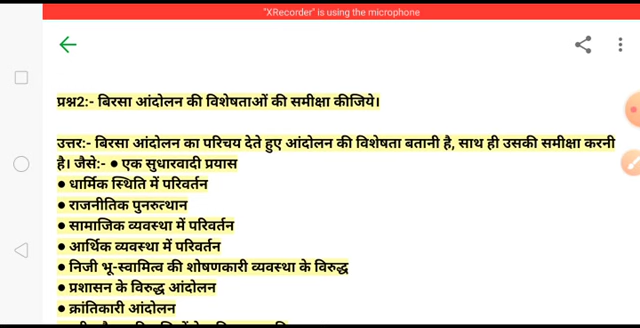 "XRecorder" is using the microphone
प्रश्न2:- बिरसा आंदोलन की विशेषताओं की समीक्षा कीजिये।
उत्तर:- बिरसा आंदोलन का परिचय देते हुए आंदोलन की विशेषता बतानी है, साथ ही उसकी समीक्षा करनी
है। जैसे:- ● एक सुधारवादी प्रयास
● धार्मिक स्थिति में परिवर्तन
● राजनीतिक पुनरुत्थान
● सामाजिक व्यवस्था में परिवर्तन
● आर्थिक व्यवस्था में परिवर्तन
● निजी भू-स्वामित्व की शोषणकारी व्यवस्था के विरुद्ध
● प्रशासन के विरुद्ध आंदोलन
● क्रांतिकारी आंदोलन